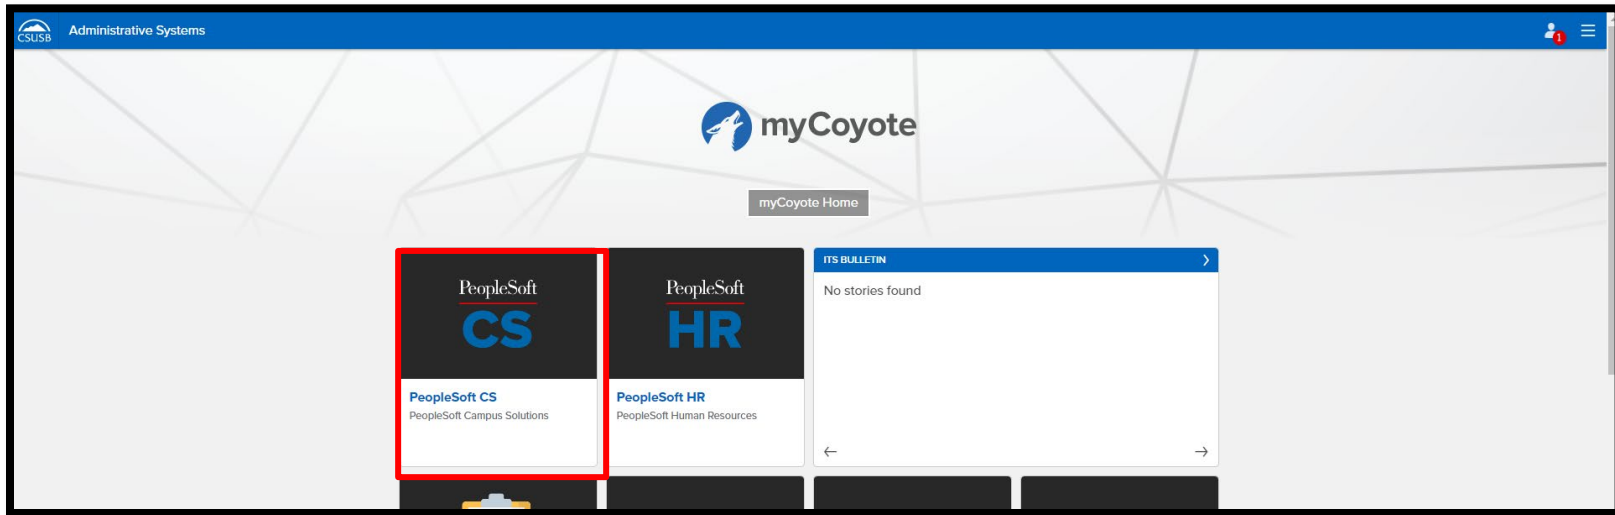 CSUSB
Administrative Systems
1
myCoyote
myCoyote Home
PeopleSoft
CS
PeopleSoft CS
PeopleSoft Campus Solutions
PeopleSoft
HR
PeopleSoft HR
PeopleSoft Human Resources
ITS BULLETIN
No stories found